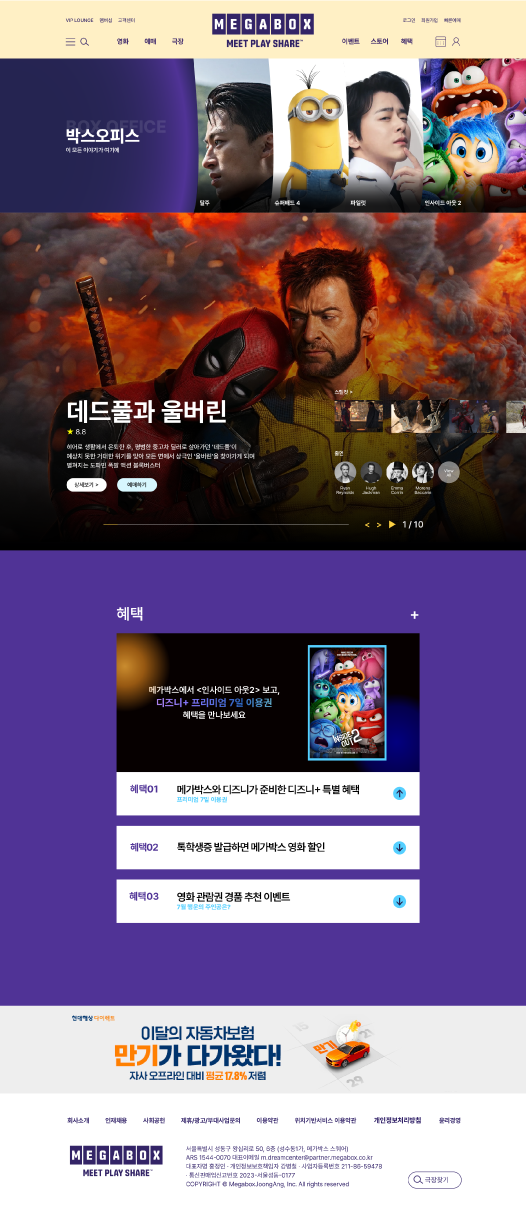 VIP LOUNGE 멤버십 고객센터
MEGABOX
MEET PLAY SHARE™
로그인 회원가입 빠른예매
영화 예매 극장
이벤트 스토어 혜택
BOX OFFICE
박스오피스
이 모든 이야기가 여기에
탈주
슈퍼배드 4
파일럿
인사이드 아웃 2
데드풀과 울버린
★ 8.8
히어로 생활에서 은퇴한 후, 평범한 중고차 딜러로 살아가던 '데드풀'이
예상치 못한 거대한 위기를 맞아 모든 면에서 상극인 '울버린'을 찾아가게 되며
펼쳐지는 도파민 폭발 액션 블록버스터
상세보기 >
예매하기
스틸컷 >
출연
Ryan Reynolds
Hugh Jackman
Emma Corrin
Morena Baccarin
View All
< > ▶ 1 / 10
혜택
+
메가박스에서 <인사이드 아웃2> 보고,
디즈니+ 프리미엄 7일 이용권
혜택을 만나보세요
INSIDE OUT 2
혜택01
메가박스와 디즈니가 준비한 디즈니+ 특별 혜택
프리미엄 7일 이용권
혜택02
톡학생증 발급하면 메가박스 영화 할인
혜택03
영화 관람권 경품 추천 이벤트
7월 행운의 주인공은?
현대해상 다이렉트
이달의 자동차보험
만기가 다가왔다!
자사 오프라인 대비 평균 17.8% 저렴
만기
29
회사소개 인재채용 사회공헌 제휴/광고/부대사업문의 이용약관 위치기반서비스 이용약관 개인정보처리방침 윤리경영
MEGABOX
MEET PLAY SHARE™
서울특별시 성동구 왕십리로 50, 6층 (성수동1가, 메가박스 스퀘어)
ARS 1544-0070 대표이메일 m.dreamcenter@partner.megabox.co.kr
대표자명 홍정인 · 개인정보보호책임자 강병철 · 사업자등록번호 211-86-59478
· 통신판매업신고번호 2023-서울성동-0177
COPYRIGHT © MegaboxJoongAng, Inc. All rights reserved
극장찾기